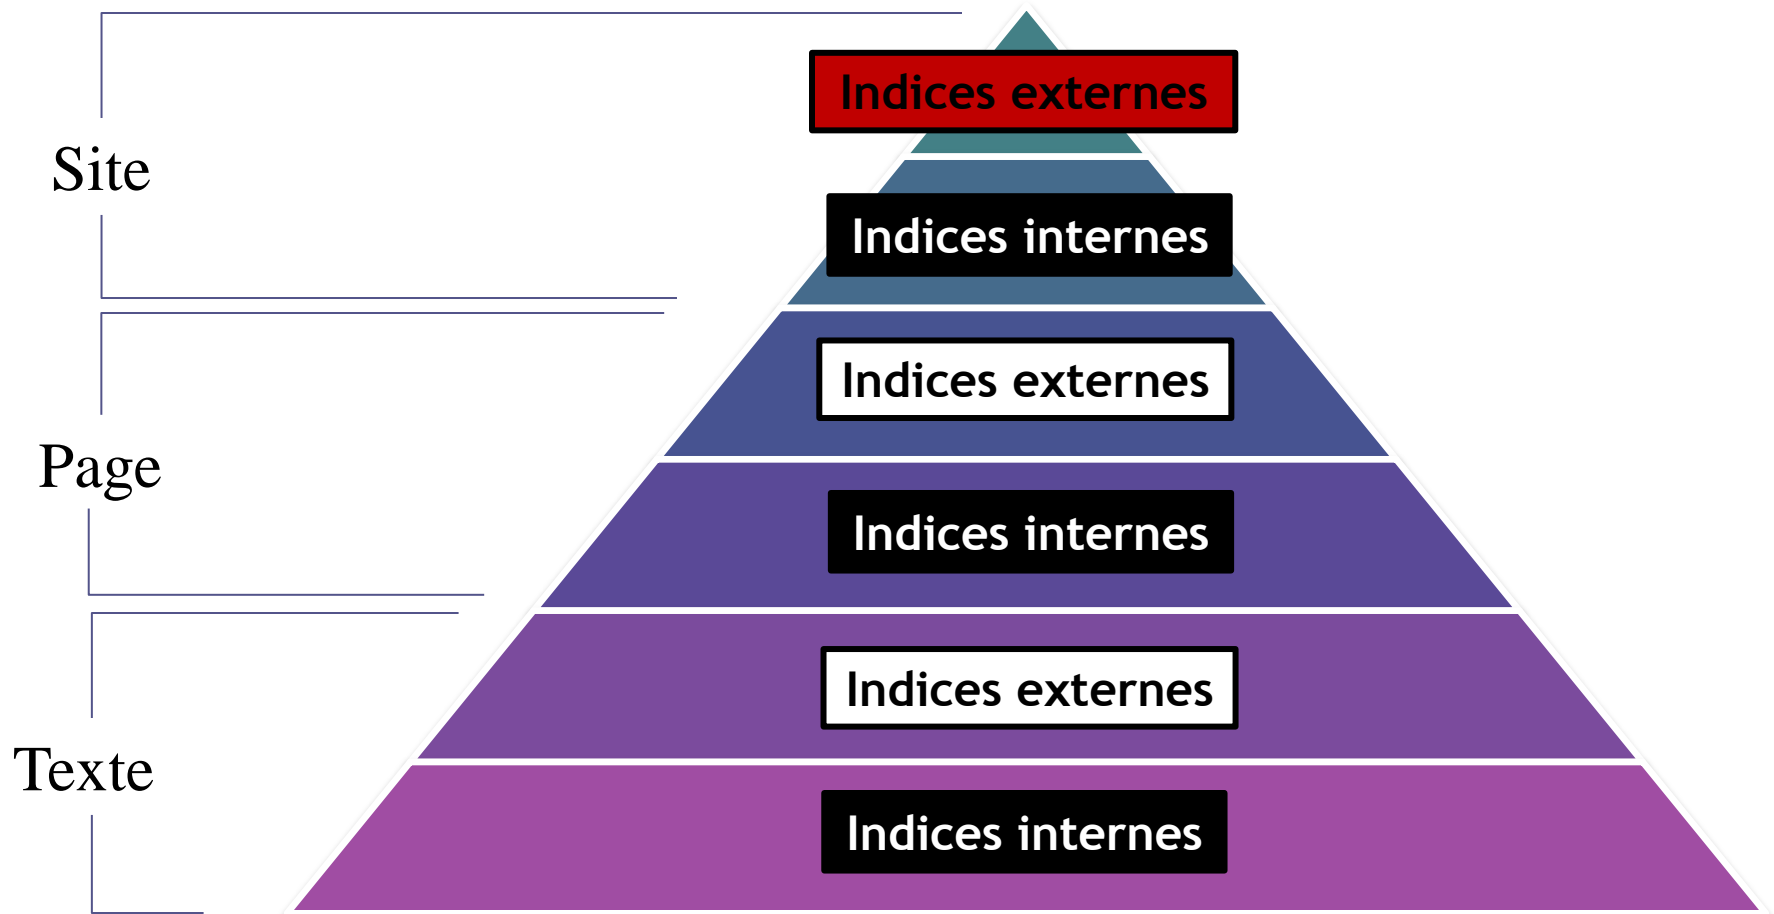 Indices externes
Site
Indices internes
Indices externes
Page
Indices internes
Indices externes
Texte
Indices internes